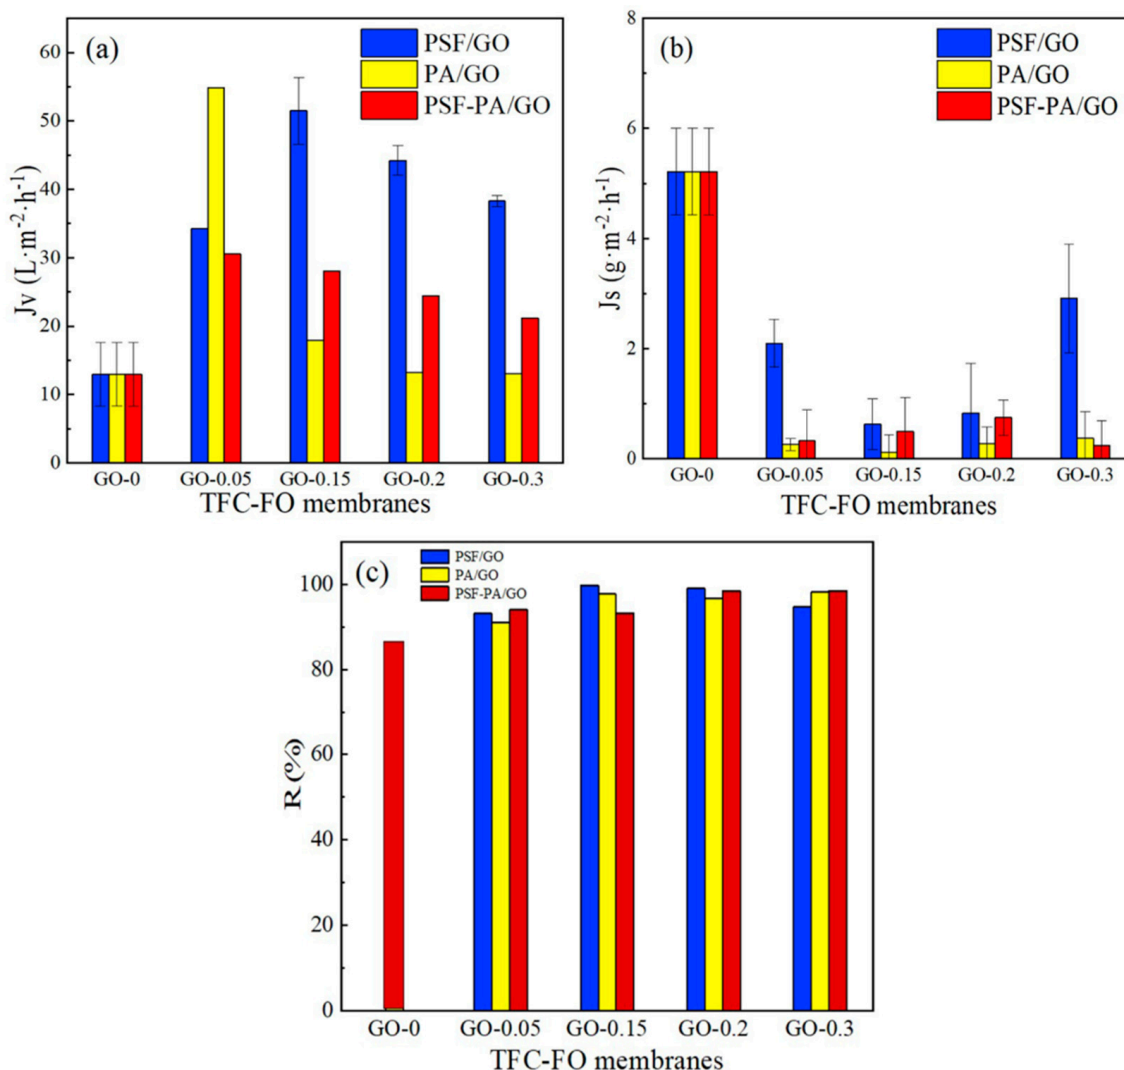 (a)
PSF/GO
PA/GO
PSF-PA/GO
Jv (L·m⁻²·h⁻¹)
60
50
40
30
20
10
0
GO-0 GO-0.05 GO-0.15 GO-0.2 GO-0.3
TFC-FO membranes
(b)
PSF/GO
PA/GO
PSF-PA/GO
Js (g·m⁻²·h⁻¹)
8
6
4
2
0
GO-0 GO-0.05 GO-0.15 GO-0.2 GO-0.3
TFC-FO membranes
(c)
PSF/GO
PA/GO
PSF-PA/GO
R (%)
100
80
60
40
20
0
GO-0 GO-0.05 GO-0.15 GO-0.2 GO-0.3
TFC-FO membranes